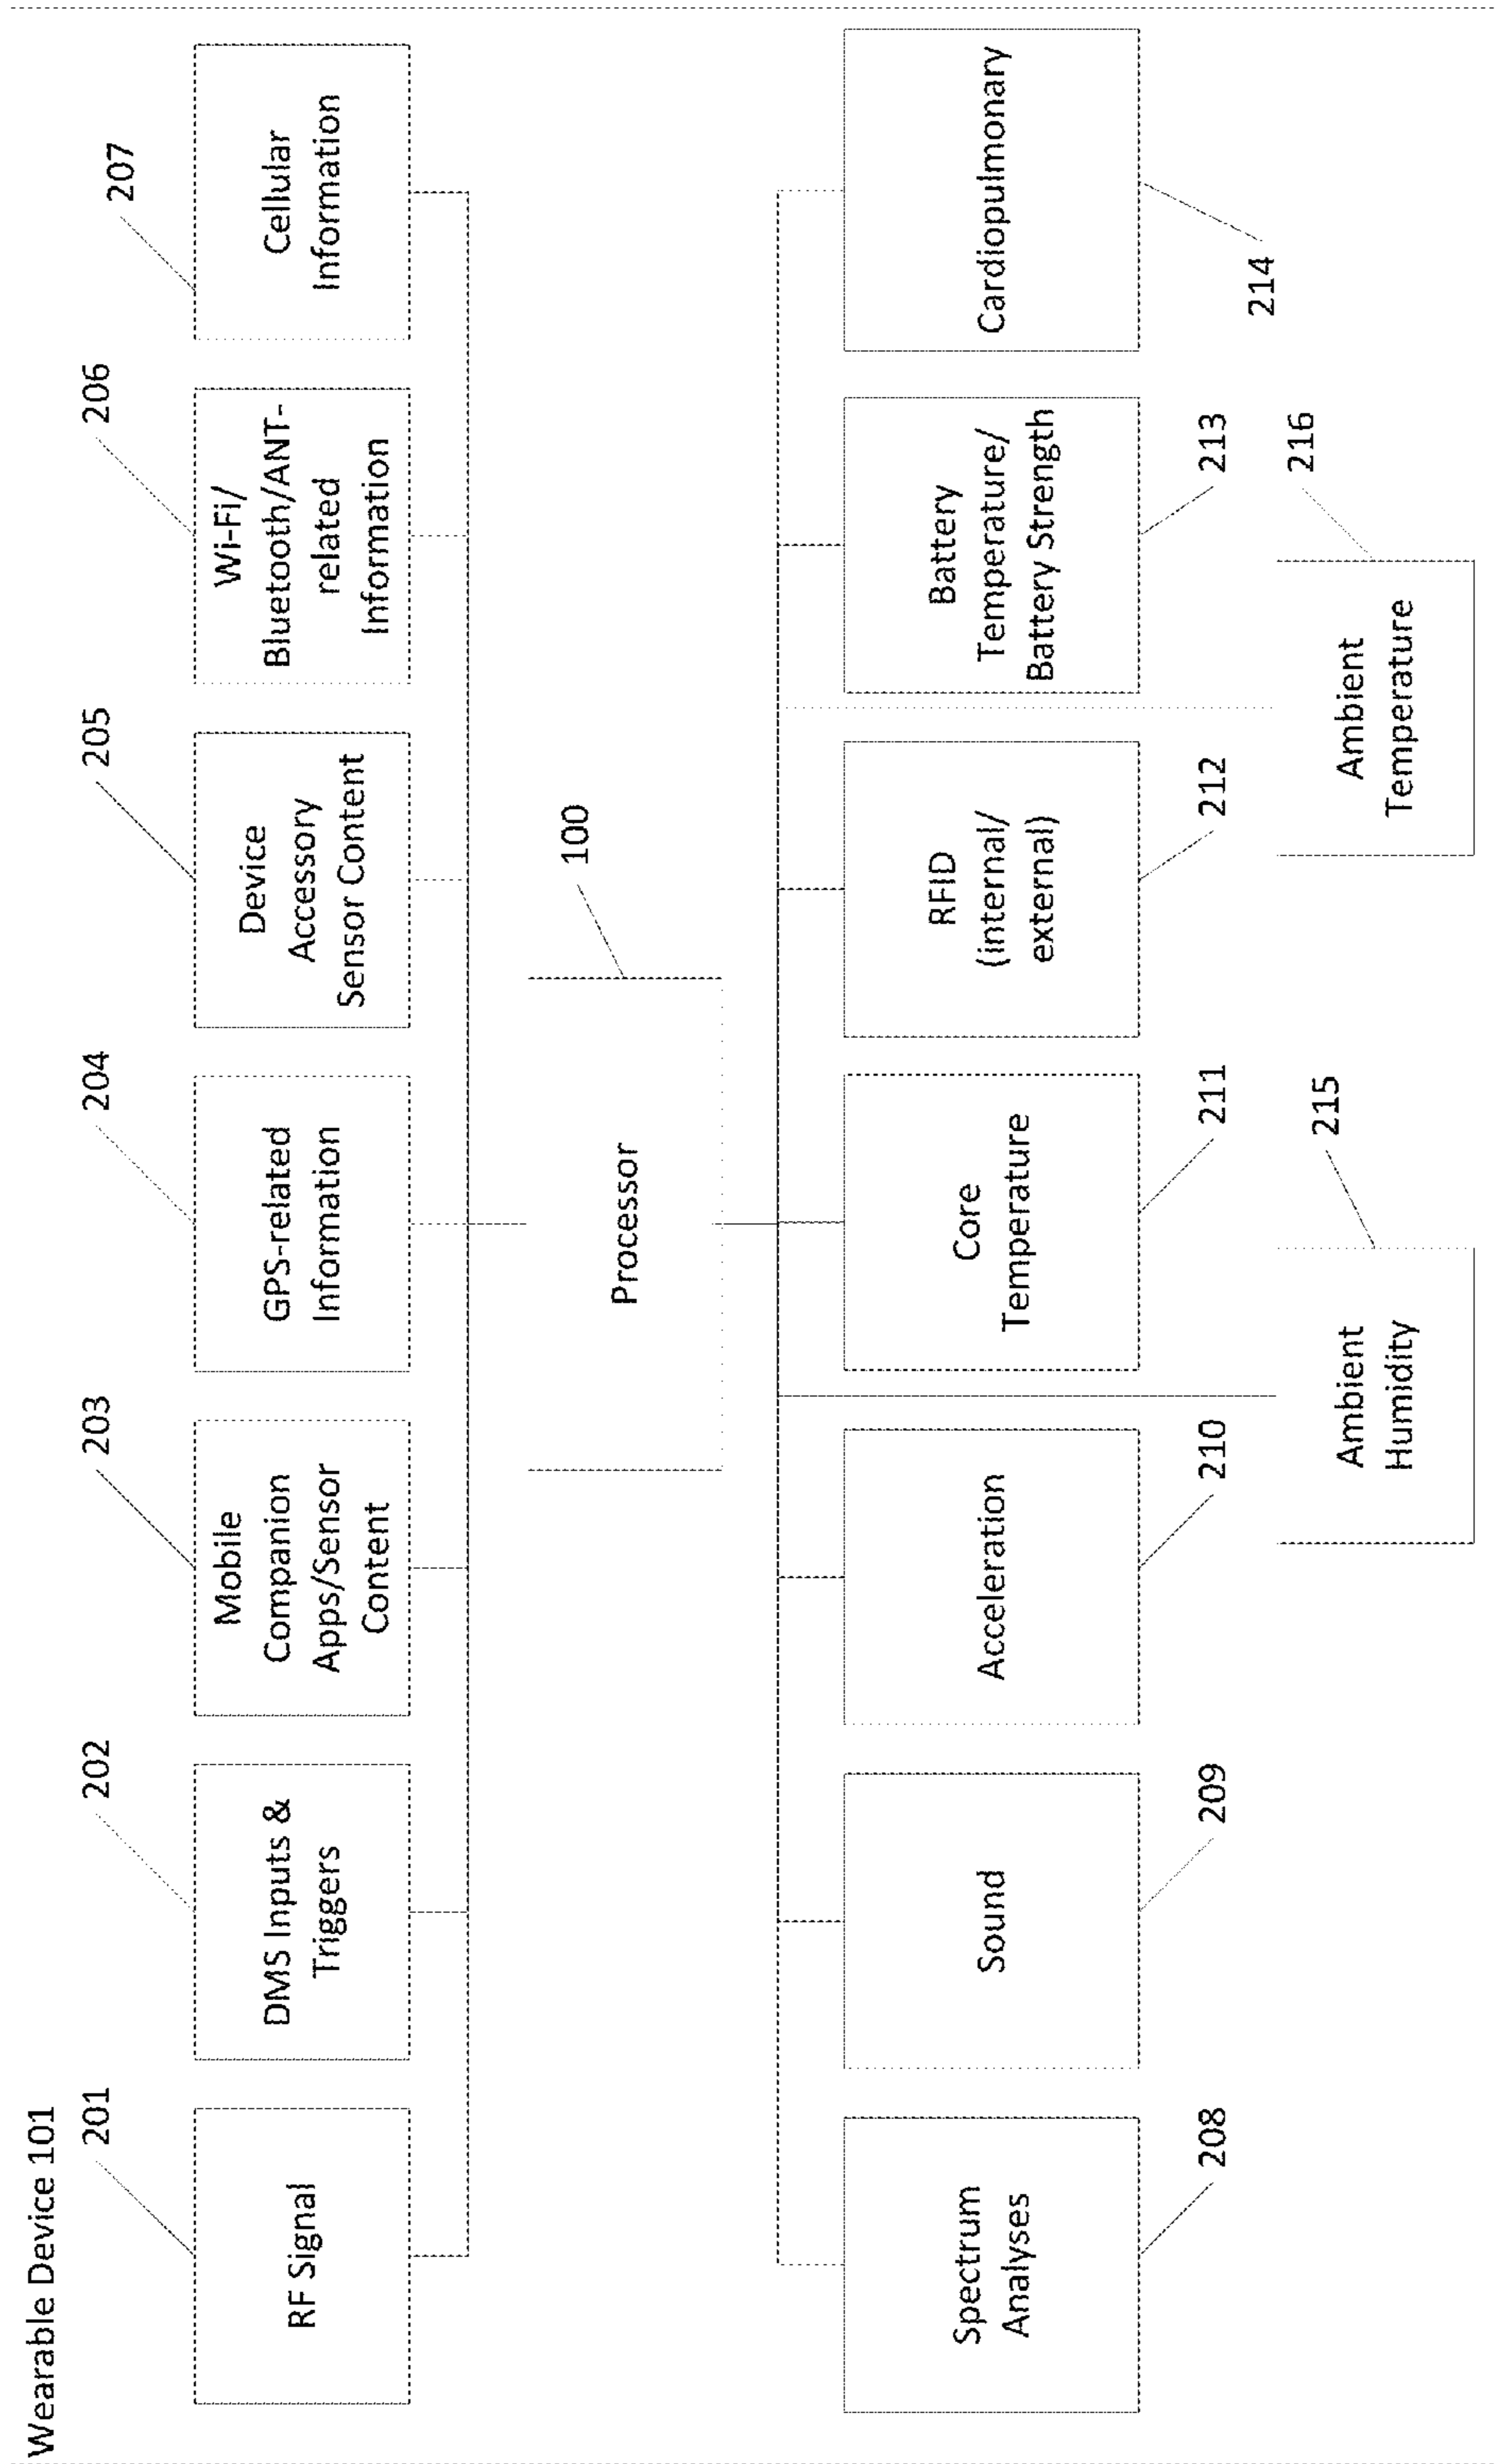 Wearable Device 101
201
202
203
204
205
206
207
RF Signal
DMS Inputs &
Triggers
Mobile
Companion
Apps/Sensor
Content
GPS-related
Information
Device
Accessory
Sensor Content
Wi-Fi/
Bluetooth/ANT-
related
Information
Cellular
Information
Processor
100
Spectrum
Analyses
Sound
Acceleration
Core
Temperature
RFID
(internal/
external)
Battery
Temperature/
Battery Strength
Cardiopulmonary
208
209
210
211
212
213
214
215
216
Ambient
Humidity
Ambient
Temperature